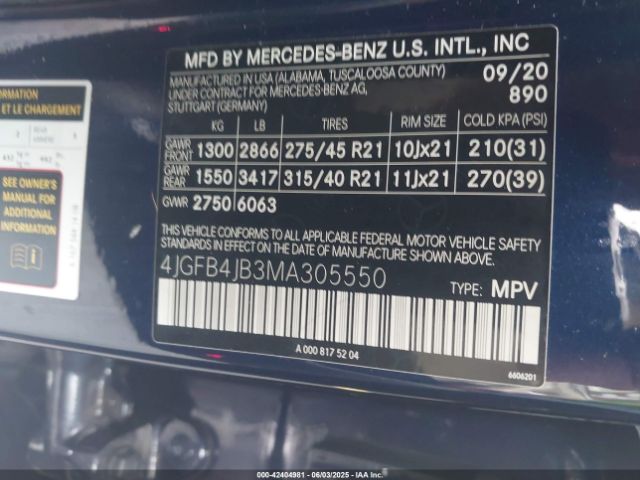 ORMATION
ET LE CHARGEMENT
SEE OWNER'S
MANUAL FOR
ADDITIONAL
INFORMATION
MFD BY MERCEDES-BENZ U.S. INTL., INC
MANUFACTURED IN USA (ALABAMA, TUSCALOOSA COUNTY) 09/20
UNDER CONTRACT FOR MERCEDES-BENZ AG, 890
STUTTGART (GERMANY)
KG LB TIRES RIM SIZE COLD KPA (PSI)
GAWR FRONT 1300 2866 275/45 R21 10Jx21 210(31)
GAWR REAR 1550 3417 315/40 R21 11Jx21 270(39)
GVWR 2750 6063
THIS VEHICLE CONFORMS TO ALL APPLICABLE FEDERAL MOTOR VEHICLE SAFETY
STANDARDS IN EFFECT ON THE DATE OF MANUFACTURE SHOWN ABOVE.
4JGFB4JB3MA305550 TYPE: MPV
A 000 817 52 04
6606201
000-42404981 - 06/03/2025 - IAAI.COM